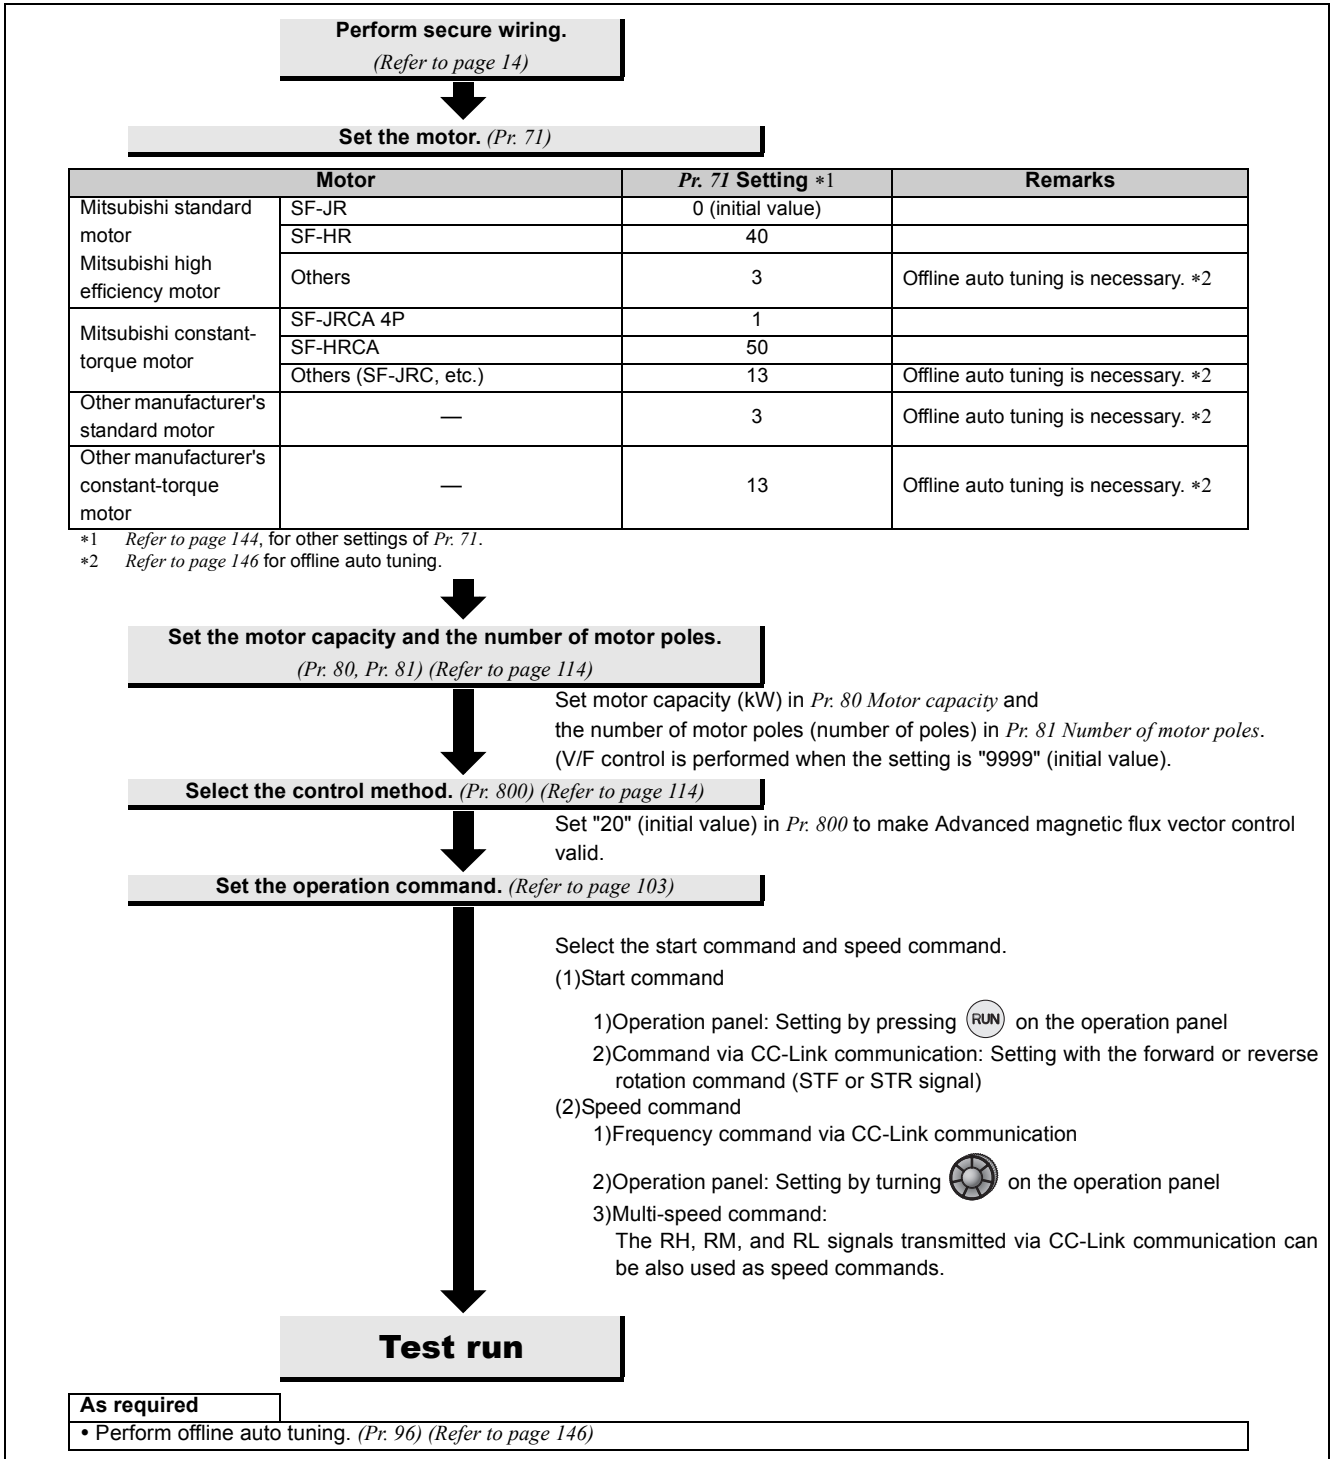 Perform secure wiring.
(Refer to page 14)
Set the motor. (Pr. 71)
Motor Pr. 71 Setting *1 Remarks
Mitsubishi standard motor
Mitsubishi high efficiency motor
SF-JR 0 (initial value)
SF-HR 40
Others 3 Offline auto tuning is necessary. *2
Mitsubishi constant-
torque motor
SF-JRCA 4P 1
SF-HRCA 50
Others (SF-JRC, etc.) 13 Offline auto tuning is necessary. *2
Other manufacturer's
standard motor
— 3 Offline auto tuning is necessary. *2
Other manufacturer's
constant-torque
motor
— 13 Offline auto tuning is necessary. *2
*1 Refer to page 144, for other settings of Pr. 71.
*2 Refer to page 146 for offline auto tuning.
Set the motor capacity and the number of motor poles.
(Pr. 80, Pr. 81) (Refer to page 114)
Set motor capacity (kW) in Pr. 80 Motor capacity and
the number of motor poles (number of poles) in Pr. 81 Number of motor poles.
(V/F control is performed when the setting is "9999" (initial value).
Select the control method. (Pr. 800) (Refer to page 114)
Set "20" (initial value) in Pr. 800 to make Advanced magnetic flux vector control
valid.
Set the operation command. (Refer to page 103)
Select the start command and speed command.
(1)Start command
1)Operation panel: Setting by pressing RUN on the operation panel
2)Command via CC-Link communication: Setting with the forward or reverse
rotation command (STF or STR signal)
(2)Speed command
1)Frequency command via CC-Link communication
2)Operation panel: Setting by turning on the operation panel
3)Multi-speed command:
The RH, RM, and RL signals transmitted via CC-Link communication can
be also used as speed commands.
Test run
As required
• Perform offline auto tuning. (Pr. 96) (Refer to page 146)